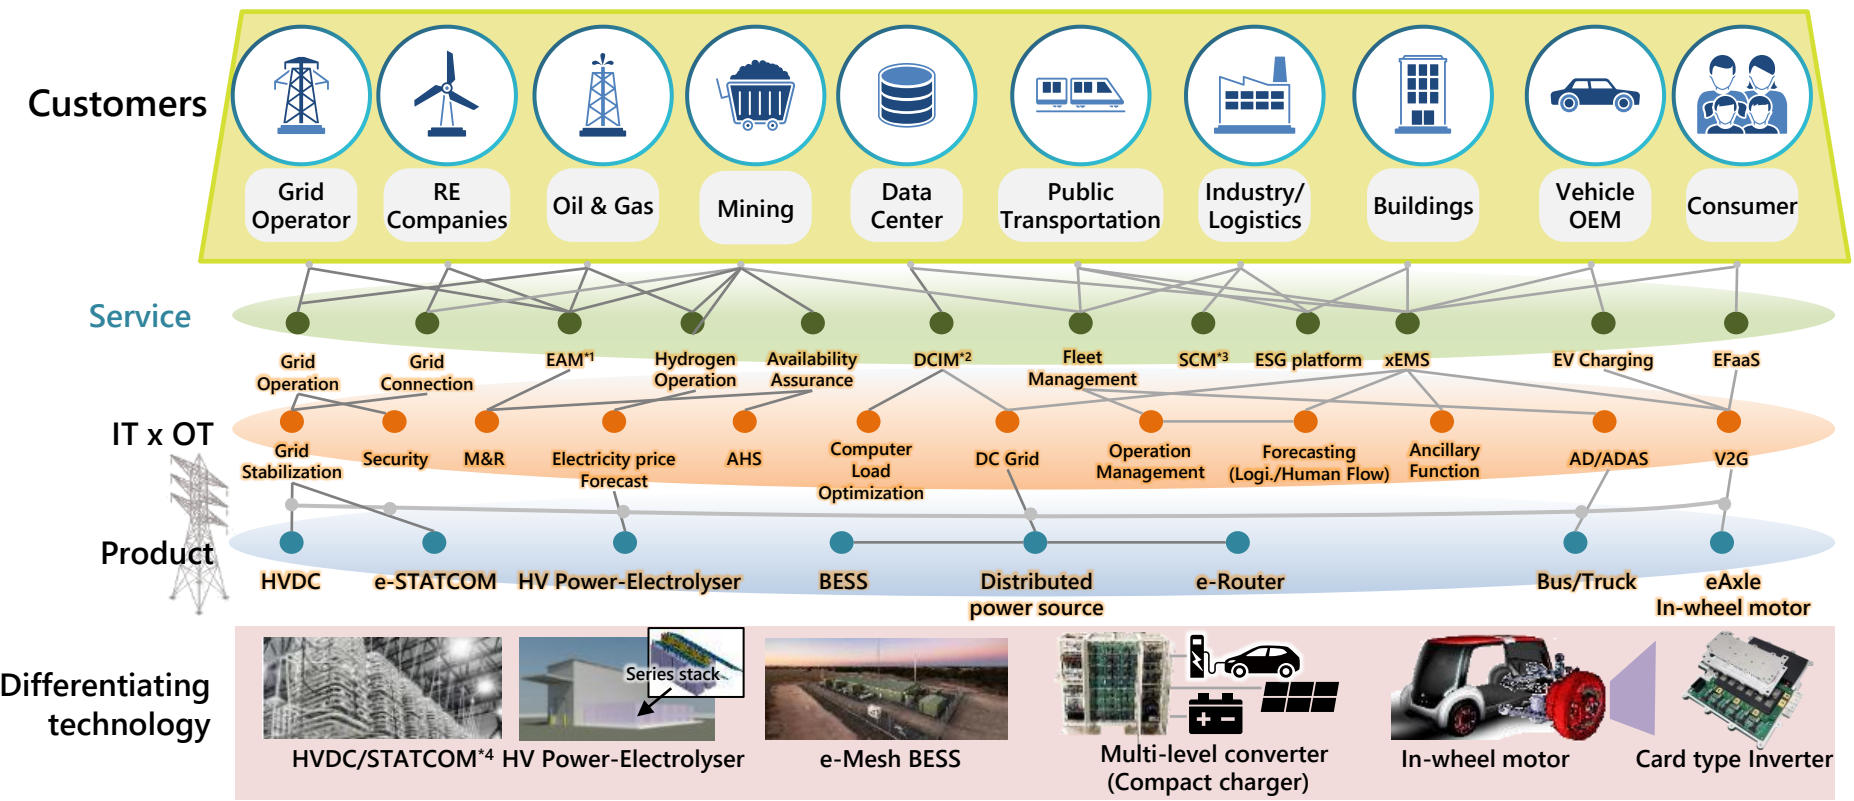 Customers
Grid
Operator
RE
Companies
Oil & Gas
Mining
Data
Center
Public
Transportation
Industry/
Logistics
Buildings
Vehicle
OEM
Consumer
Service
Grid
Operation
Grid
Connection
EAM*1
Hydrogen
Operation
Availability
Assurance
DCIM*2
Fleet
Management
SCM*3
ESG platform
xEMS
EV Charging
EFaaS
IT x OT
Grid
Stabilization
Security
M&R
Electricity price
Forecast
AHS
Computer
Load
Optimization
DC Grid
Operation
Management
Forecasting
(Logi./Human Flow)
Ancillary
Function
AD/ADAS
V2G
Product
HVDC
e-STATCOM
HV Power-Electrolyser
BESS
Distributed
power source
e-Router
Bus/Truck
eAxle
In-wheel motor
Differentiating
technology
Series stack
HVDC/STATCOM*4
HV Power-Electrolyser
e-Mesh BESS
Multi-level converter
(Compact charger)
In-wheel motor
Card type Inverter